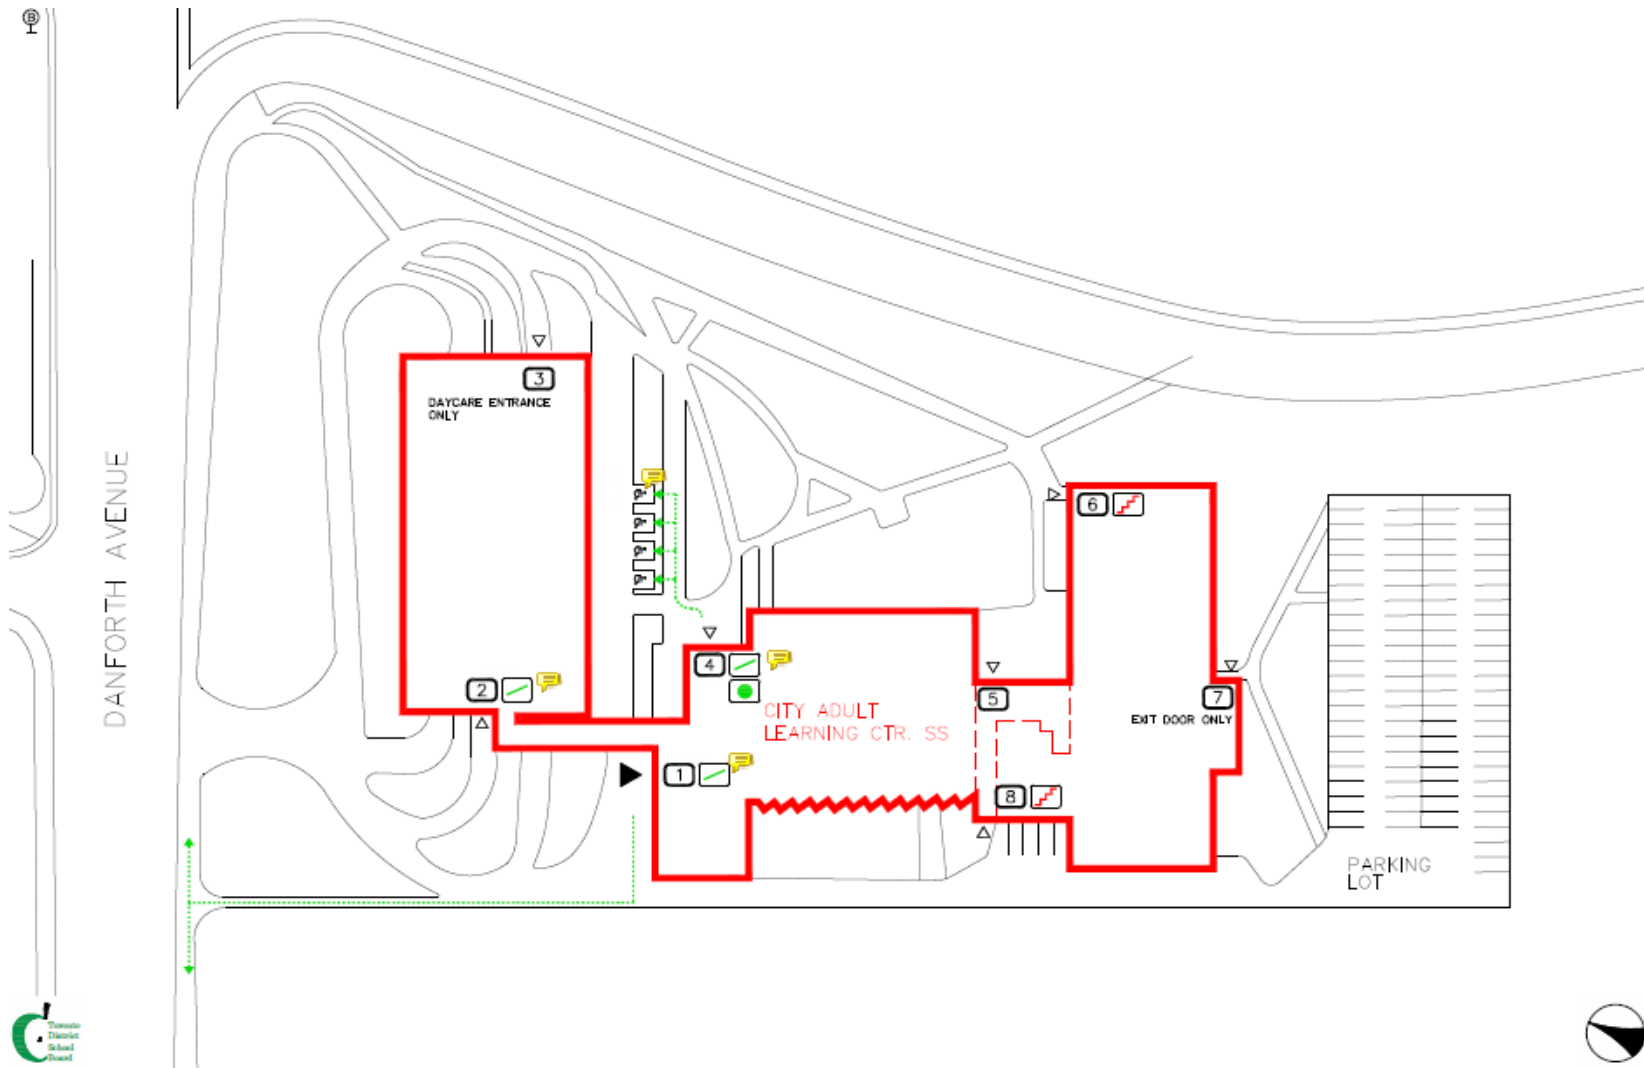 B
3
DAYCARE ENTRANCE
ONLY
DANFORTH AVENUE
6
4
2
5
7
CITY ADULT
LEARNING CTR. SS
EXIT DOOR ONLY
1
8
PARKING
LOT
Toronto
District
School
Board